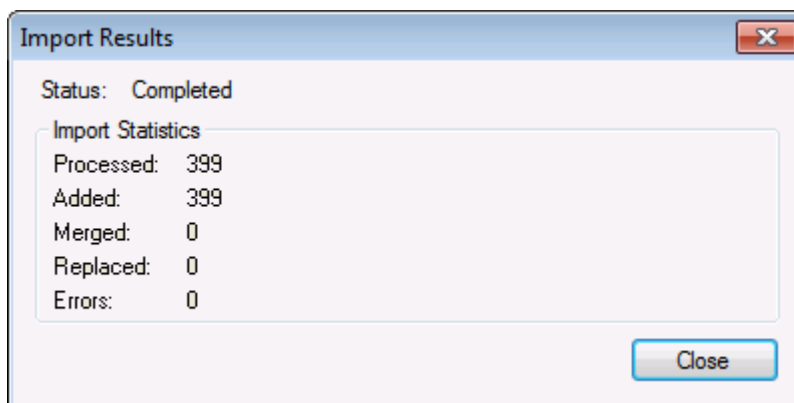 Import Results
Status: Completed
Import Statistics
Processed: 399
Added: 399
Merged: 0
Replaced: 0
Errors: 0
Close